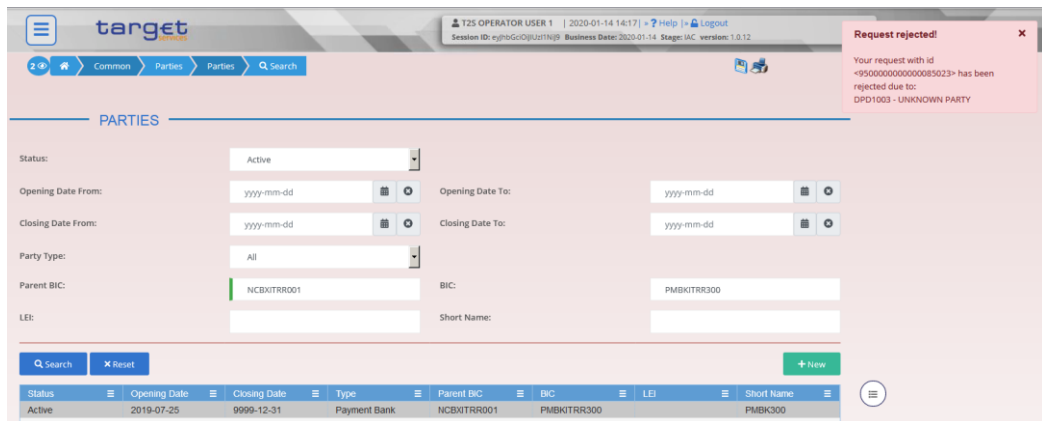 target
services
T2S OPERATOR USER 1 | 2020-01-14 14:17| » ? Help |» Logout
Session ID: eyJhbGciOiJIUzI1NiJ9 Business Date: 2020-01-14 Stage: IAC version: 1.0.12
Request rejected! ×
Your request with id
<9500000000000085023> has been
rejected due to:
DPD1003 - UNKNOWN PARTY
2 Common Parties Parties Search
PARTIES
Status: Active
Opening Date From: yyyy-mm-dd Opening Date To: yyyy-mm-dd
Closing Date From: yyyy-mm-dd Closing Date To: yyyy-mm-dd
Party Type: All
Parent BIC: NCBXITRR001 BIC: PMBKITRR300
LEI: Short Name:
Search × Reset + New
Status Opening Date Closing Date Type Parent BIC BIC LEI Short Name
Active 2019-07-25 9999-12-31 Payment Bank NCBXITRR001 PMBKITRR300 PMBK300